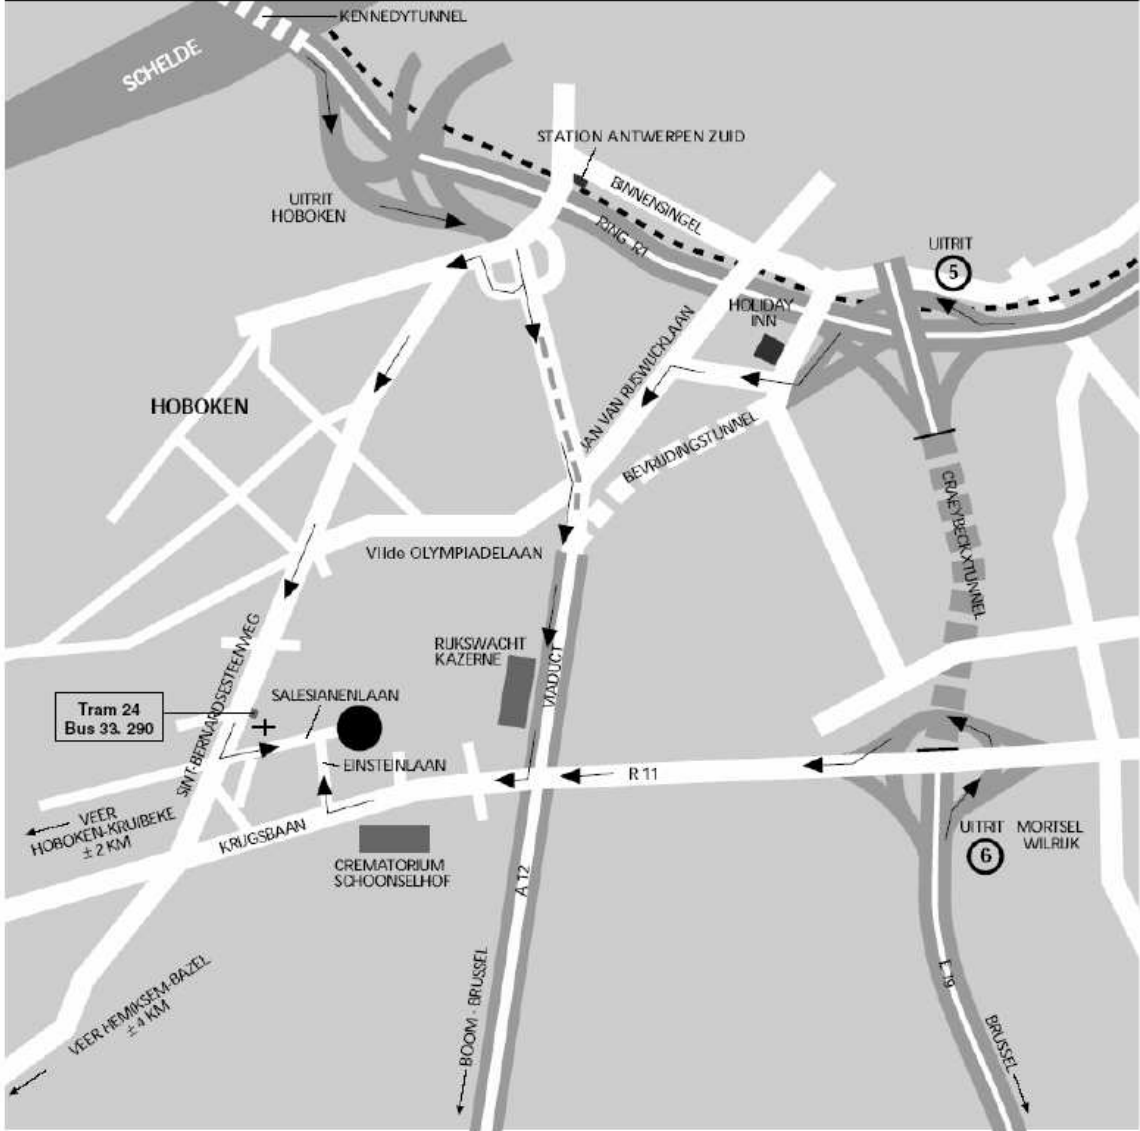 KENNEDYTUNNEL
SCHELDE
STATION ANTWERPEN ZUID
BINNENSINGEL
UITRIT
HOBOKEN
RING R1
UITRIT
5
HOLIDAY
INN
JAN VAN RIJSWIJCKLAAN
HOBOKEN
BEVRIJDINGSTUNNEL
CRAEYBECKXTUNNEL
VIIde OLYMPIADELAAN
RIJKSWACHT
KAZERNE
VIADUCT
SINT-BERNARDSESTEENWEG
SALESIANENLAAN
Tram 24
Bus 33. 290
EINSTEINLAAN
R 11
VEER
HOBOKEN-KRUIBEKE
± 2 KM
KRIJGSBAAN
UITRIT
6
MORTSEL
WILRIJK
CREMATORIUM
SCHOONSELHOF
A 12
VEER HEMIKSEM-BAZEL
± 4 KM
BOOM - BRUSSEL
E 19
BRUSSEL